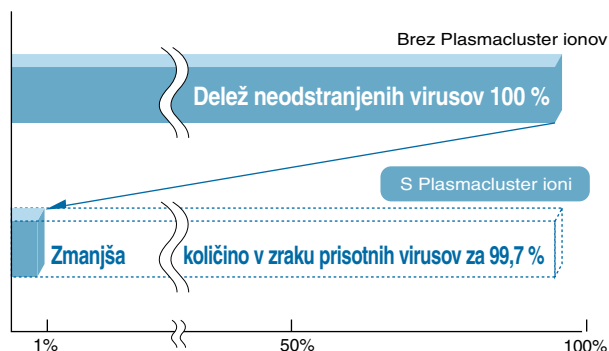 Brez Plasmacluster ionov
Delež neodstranjenih virusov 100 %
S Plasmacluster ioni
Zmanjša količino v zraku prisotnih virusov za 99,7 %
1% 50% 100%